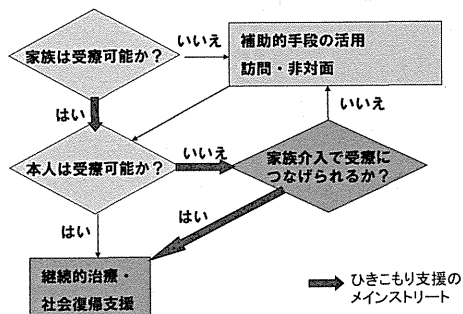 家族は受療可能か?
いいえ
補助的手段の活用
訪問・非対面
はい
いいえ
本人は受療可能か?
いいえ
家族介入で受療に
つなげられるか?
はい
はい
継続的治療・
社会復帰支援
ひきこもり支援の
メインストリート